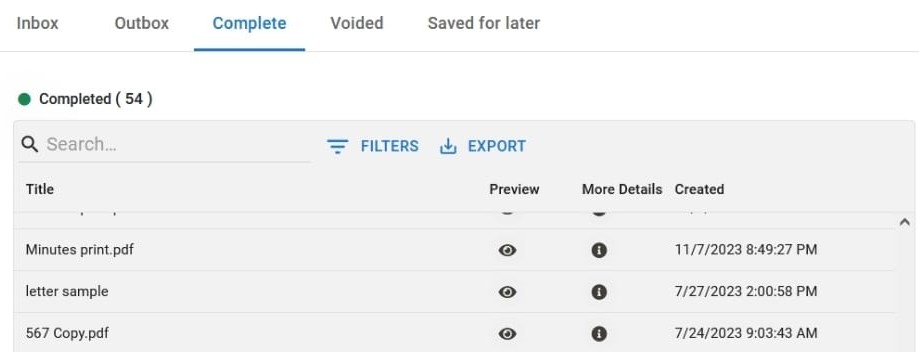 Inbox Outbox Complete Voided Saved for later
Completed ( 54 )
Search... FILTERS EXPORT
Title Preview More Details Created
Minutes print.pdf 11/7/2023 8:49:27 PM
letter sample 7/27/2023 2:00:58 PM
567 Copy.pdf 7/24/2023 9:03:43 AM